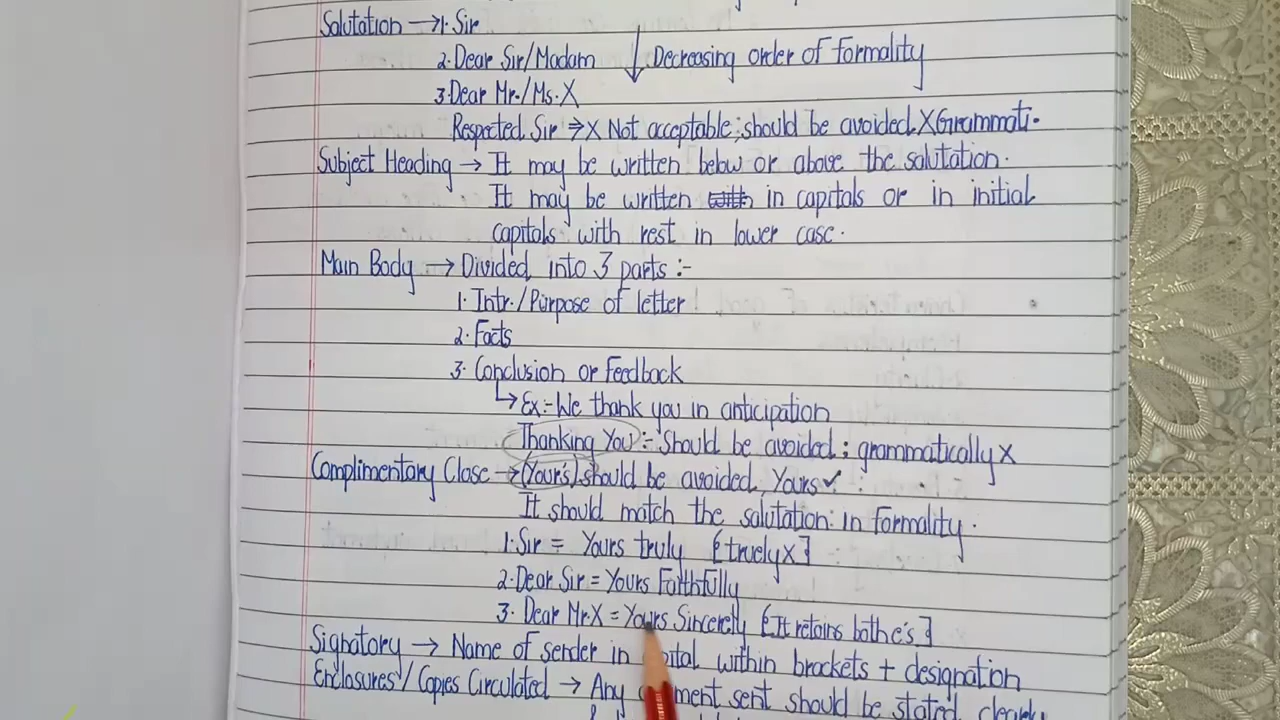 Salutation → 1. Sir
2. Dear Sir/Madam ↓ Decreasing order of formality
3. Dear Mr./Ms. X
Respected Sir ⇒ X Not acceptable; should be avoided. X Grammati.
Subject Heading → It may be written below or above the salutation.
It may be written in capitals or in initial
capitals with rest in lower case.
Main Body → Divided into 3 parts :-
1. Intr./Purpose of letter
2. Facts
3. Conclusion or Feedback
↳ Ex:- We thank you in anticipation
Thanking You :- Should be avoided ; grammatically X
Complimentary Close → (Your's) should be avoided, Yours ✓
It should match the salutation in formality.
1. Sir = Yours truly [truely X]
2. Dear Sir = Yours Faithfully
3. Dear Mr. X = Yours Sincerely [It retains both e's]
Signatory → Name of sender in within brackets + designation
Enclosures/Copies Circulated → Any sent should be stated clearly